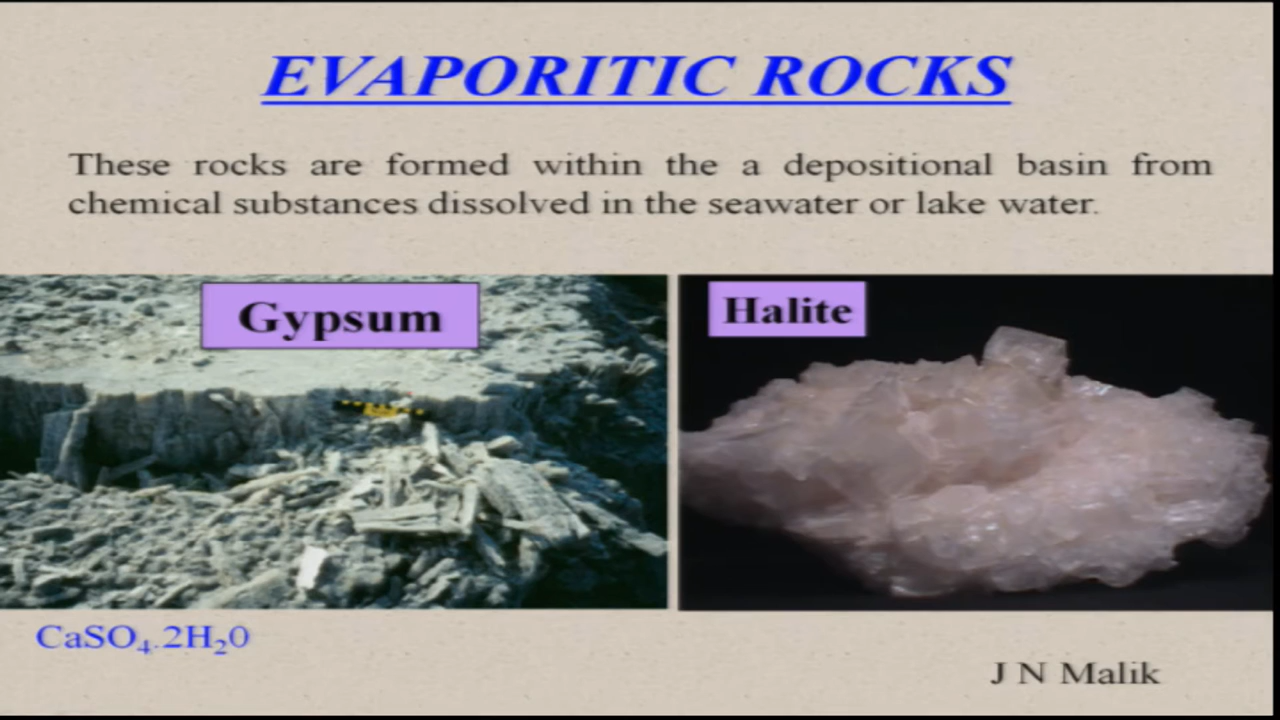 EVAPORITIC ROCKS
These rocks are formed within the a depositional basin from
chemical substances dissolved in the seawater or lake water.
Gypsum
Halite
CaSO₄.2H₂0
J N Malik